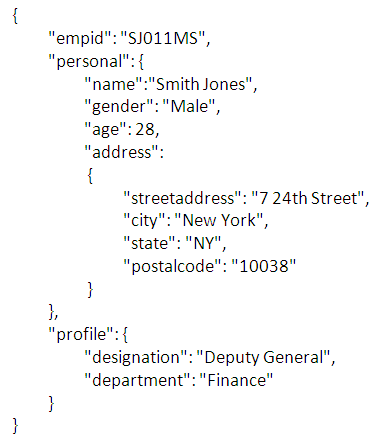 {
"empid": "SJ011MS",
"personal": {
"name":"Smith Jones",
"gender": "Male",
"age": 28,
"address":
{
"streetaddress": "7 24th Street",
"city": "New York",
"state": "NY",
"postalcode": "10038"
}
},
"profile": {
"designation": "Deputy General",
"department": "Finance"
}
}